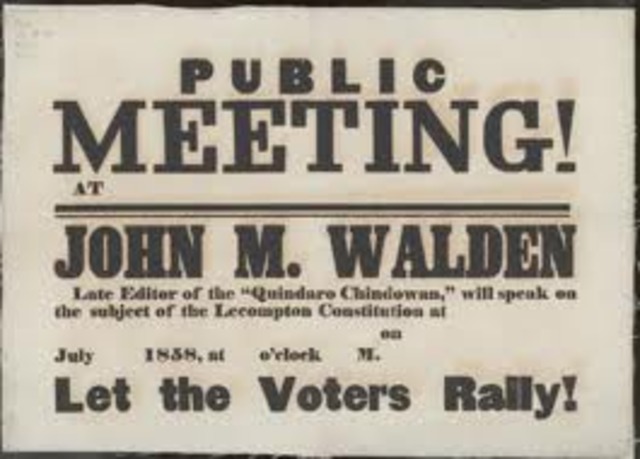 PUBLIC
MEETING!
AT
JOHN M. WALDEN
Late Editor of the "Quindaro Chindowan," will speak on
the subject of the Lecompton Constitution at
on
July 1858, at o'clock M.
Let the Voters Rally!